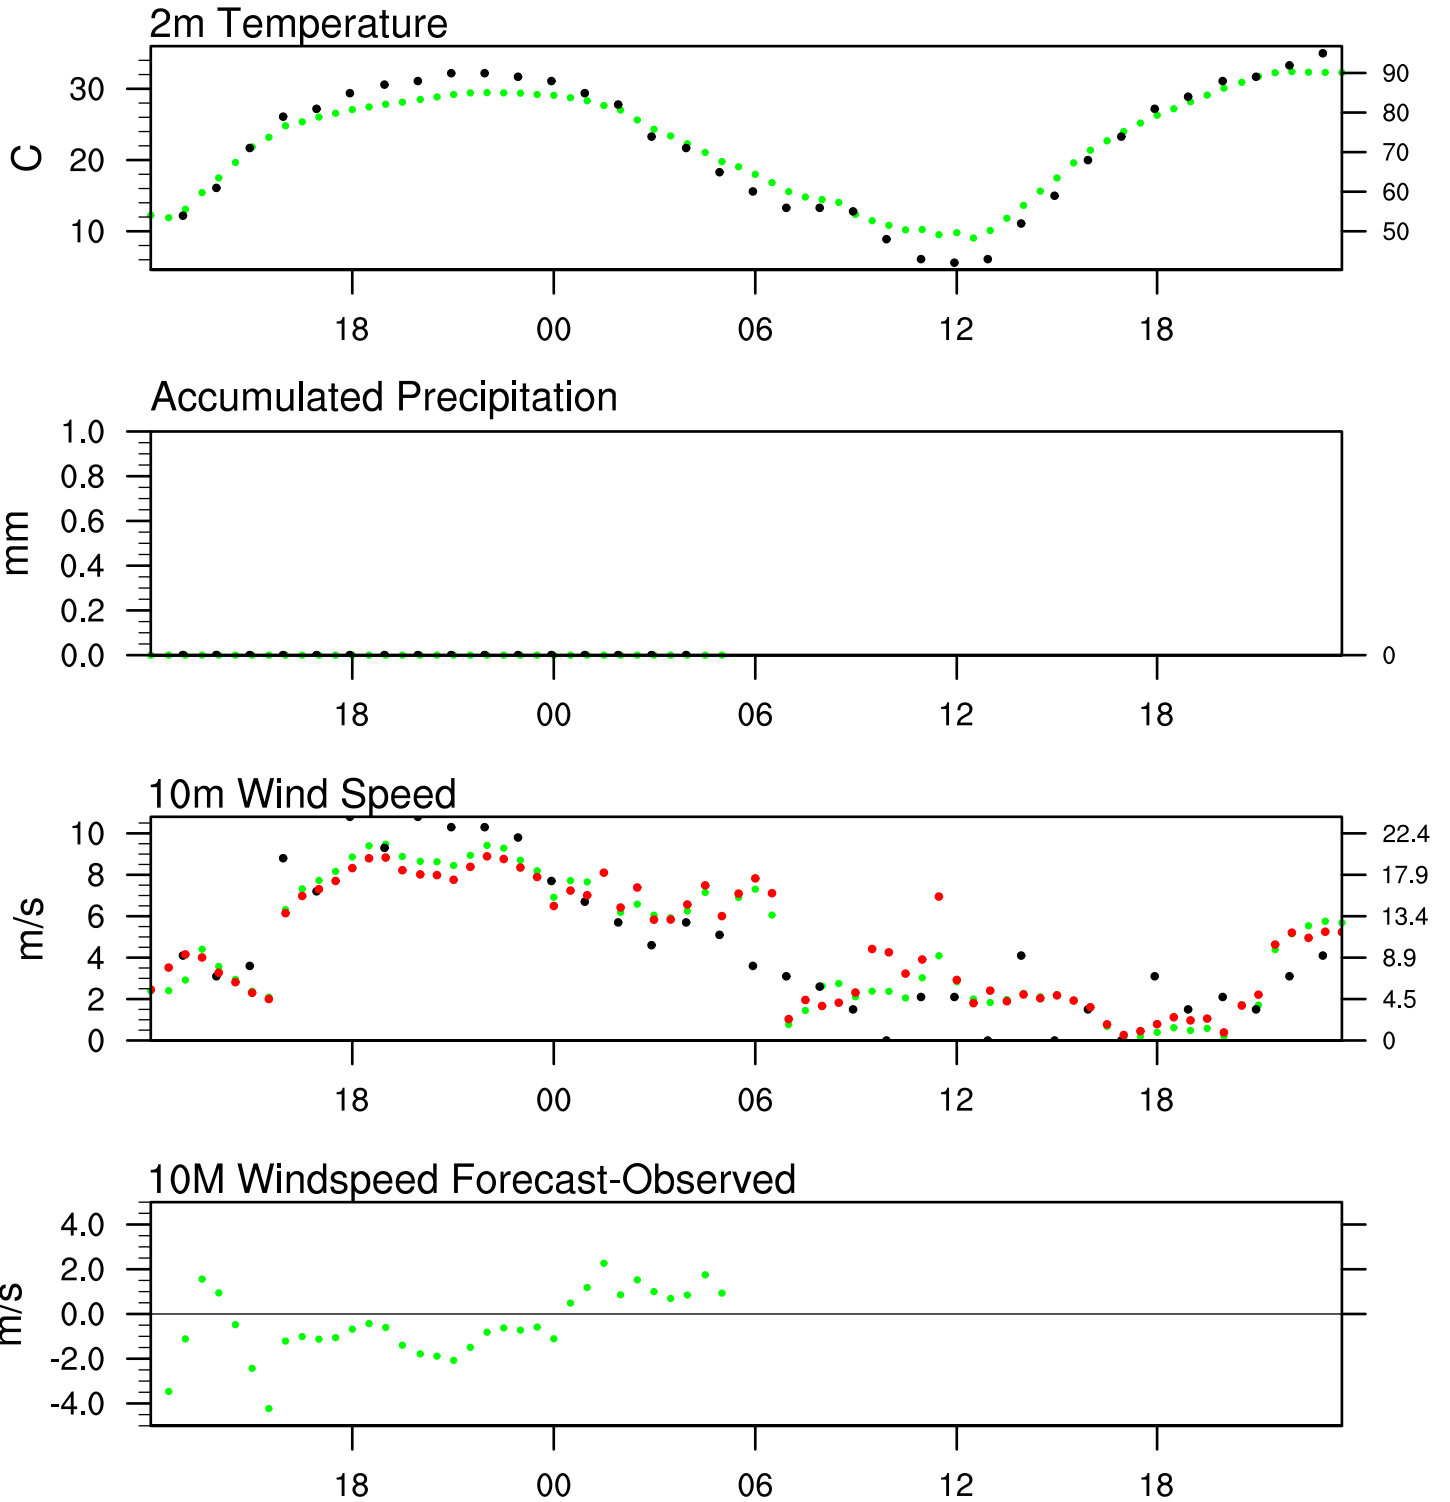 2m Temperature
C
30
20
10
90
80
70
60
50
18 00 06 12 18
Accumulated Precipitation
mm
1.0
0.8
0.6
0.4
0.2
0.0
0
18 00 06 12 18
10m Wind Speed
m/s
10
8
6
4
2
0
22.4
17.9
13.4
8.9
4.5
0
18 00 06 12 18
10M Windspeed Forecast-Observed
m/s
4.0
2.0
0.0
-2.0
-4.0
18 00 06 12 18